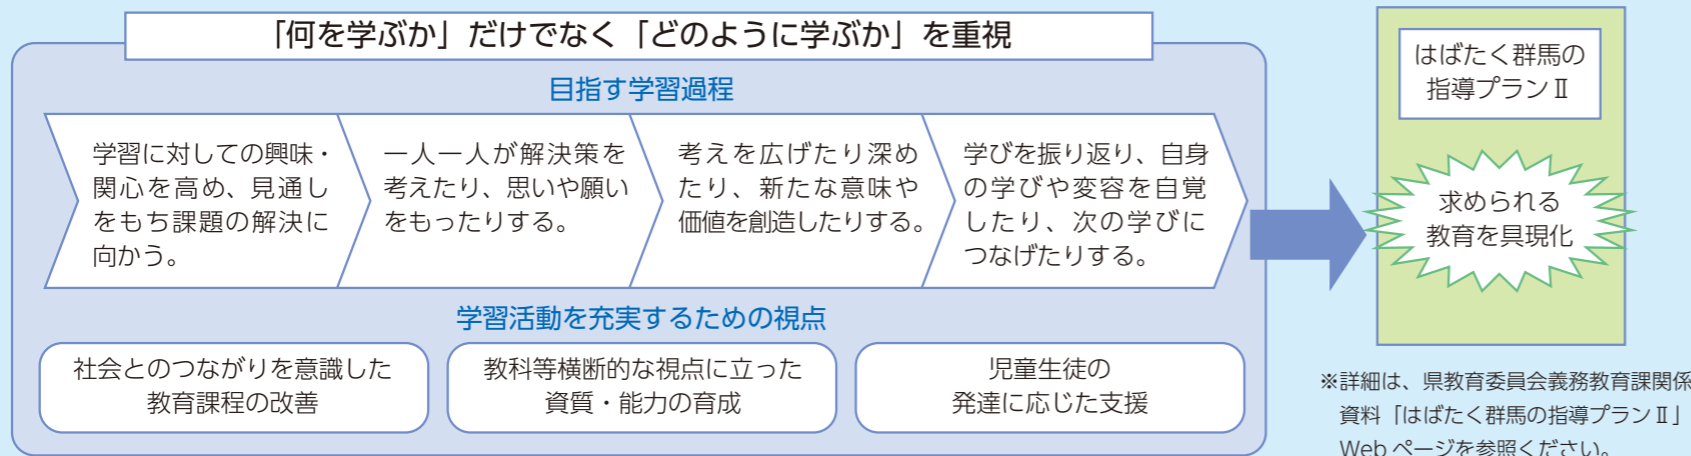 「何を学ぶか」だけでなく「どのように学ぶか」を重視
目指す学習過程
学習に対しての興味・
関心を高め、見通し
をもち課題の解決に
向かう。
一人一人が解決策を
考えたり、思いや願い
をもったりする。
考えを広げたり深め
たり、新たな意味や
価値を創造したりする。
学びを振り返り、自身
の学びや変容を自覚
したり、次の学びに
つなげたりする。
学習活動を充実するための視点
社会とのつながりを意識した
教育課程の改善
教科等横断的な視点に立った
資質・能力の育成
児童生徒の
発達に応じた支援
はばたく群馬の
指導プランⅡ
求められる
教育を具現化
※詳細は、県教育委員会義務教育課関係
資料「はばたく群馬の指導プランⅡ」
Web ページを参照ください。